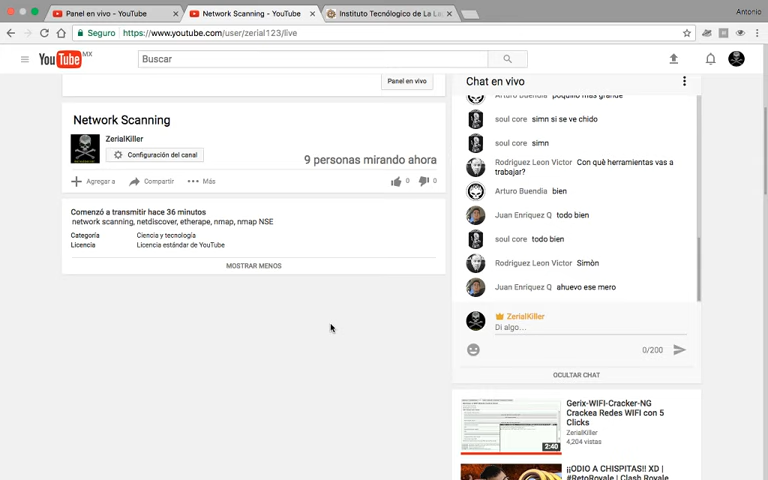 Panel en vivo - YouTube
Network Scanning - YouTube
Instituto Tecnológico de La La
Antonio
Seguro
https://www.youtube.com/user/zerial123/live
YouTube MX
Buscar
Panel en vivo
Network Scanning
ZerialKiller
Configuración del canal
9 personas mirando ahora
Agregar a
Compartir
Más
0
0
Comenzó a transmitir hace 36 minutos
network scanning, netdiscover, etherape, nmap, nmap NSE
Categoría Ciencia y tecnología
Licencia Licencia estándar de YouTube
MOSTRAR MENOS
Chat en vivo
Arturo Buendia poquito mas grande
soul core simn si se ve chido
soul core simn
Rodriguez Leon Victor Con què herramientas vas a
trabajar?
Arturo Buendia bien
Juan Enriquez Q todo bien
soul core todo bien
Rodriguez Leon Victor Simòn
Juan Enriquez Q ahuevo ese mero
ZerialKiller
Di algo...
0/200
OCULTAR CHAT
Gerix-WIFI-Cracker-NG
Crackea Redes WIFI con 5
Clicks
ZerialKiller
4,204 vistas
2:40
¡¡ODIO A CHISPITAS!! XD |
#RetoRoyale | Clash Royale